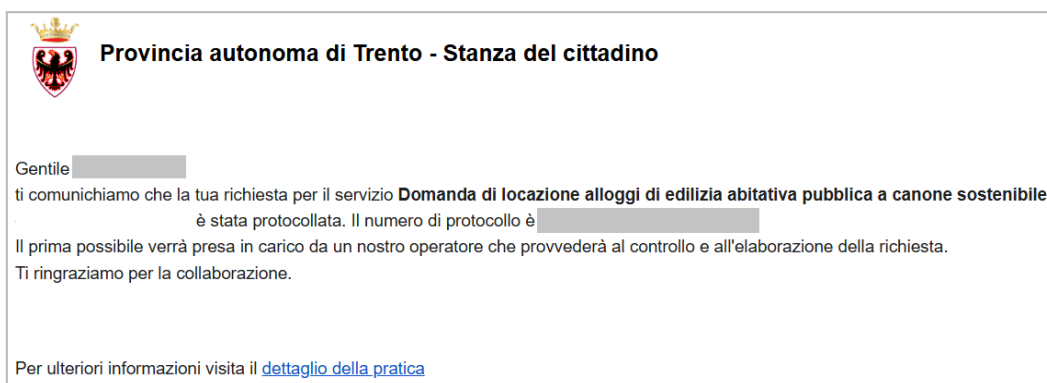 Provincia autonoma di Trento - Stanza del cittadino
Gentile
ti comunichiamo che la tua richiesta per il servizio Domanda di locazione alloggi di edilizia abitativa pubblica a canone sostenibile
è stata protocollata. Il numero di protocollo è
Il prima possibile verrà presa in carico da un nostro operatore che provvederà al controllo e all'elaborazione della richiesta.
Ti ringraziamo per la collaborazione.
Per ulteriori informazioni visita il dettaglio della pratica